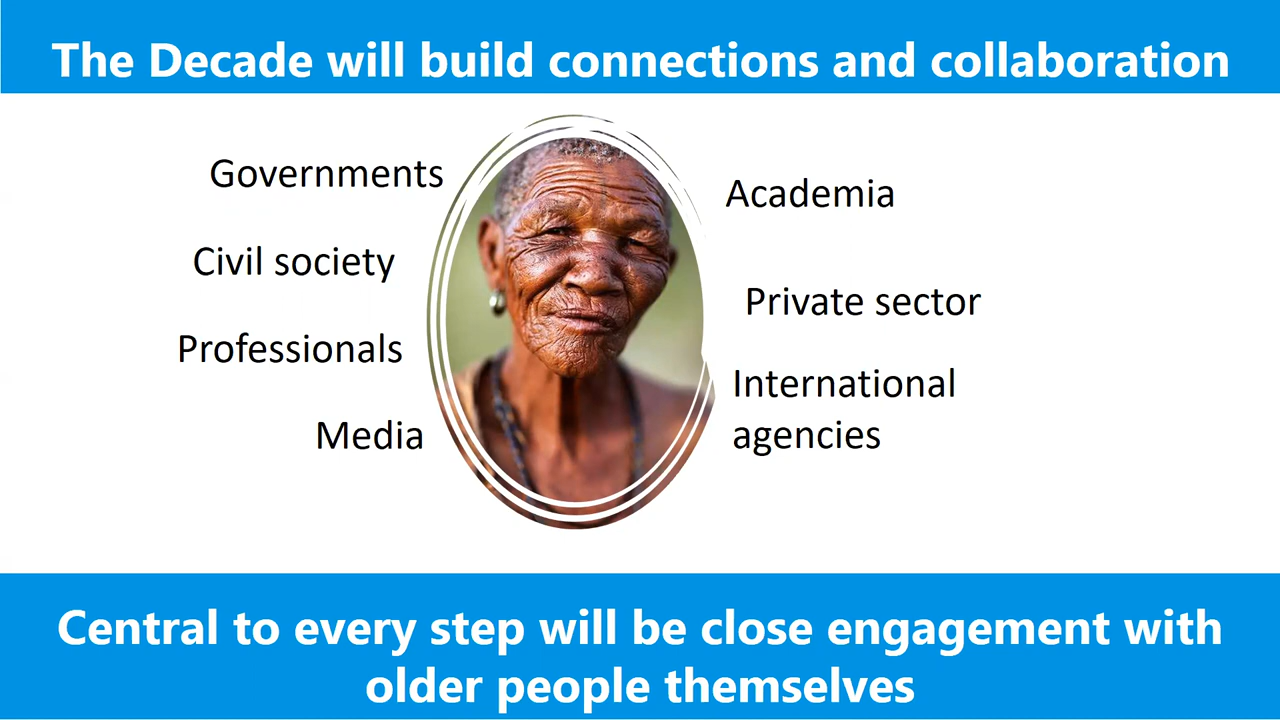 The Decade will build connections and collaboration
Governments
Civil society
Professionals
Media
Academia
Private sector
International
agencies
Central to every step will be close engagement with
older people themselves